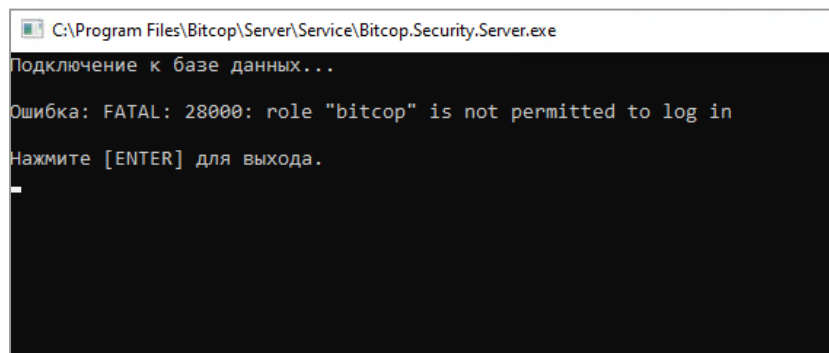 C:\Program Files\Bitcop\Server\Service\Bitcop.Security.Server.exe
Подключение к базе данных...
Ошибка: FATAL: 28000: role "bitcop" is not permitted to log in
Нажмите [ENTER] для выхода.